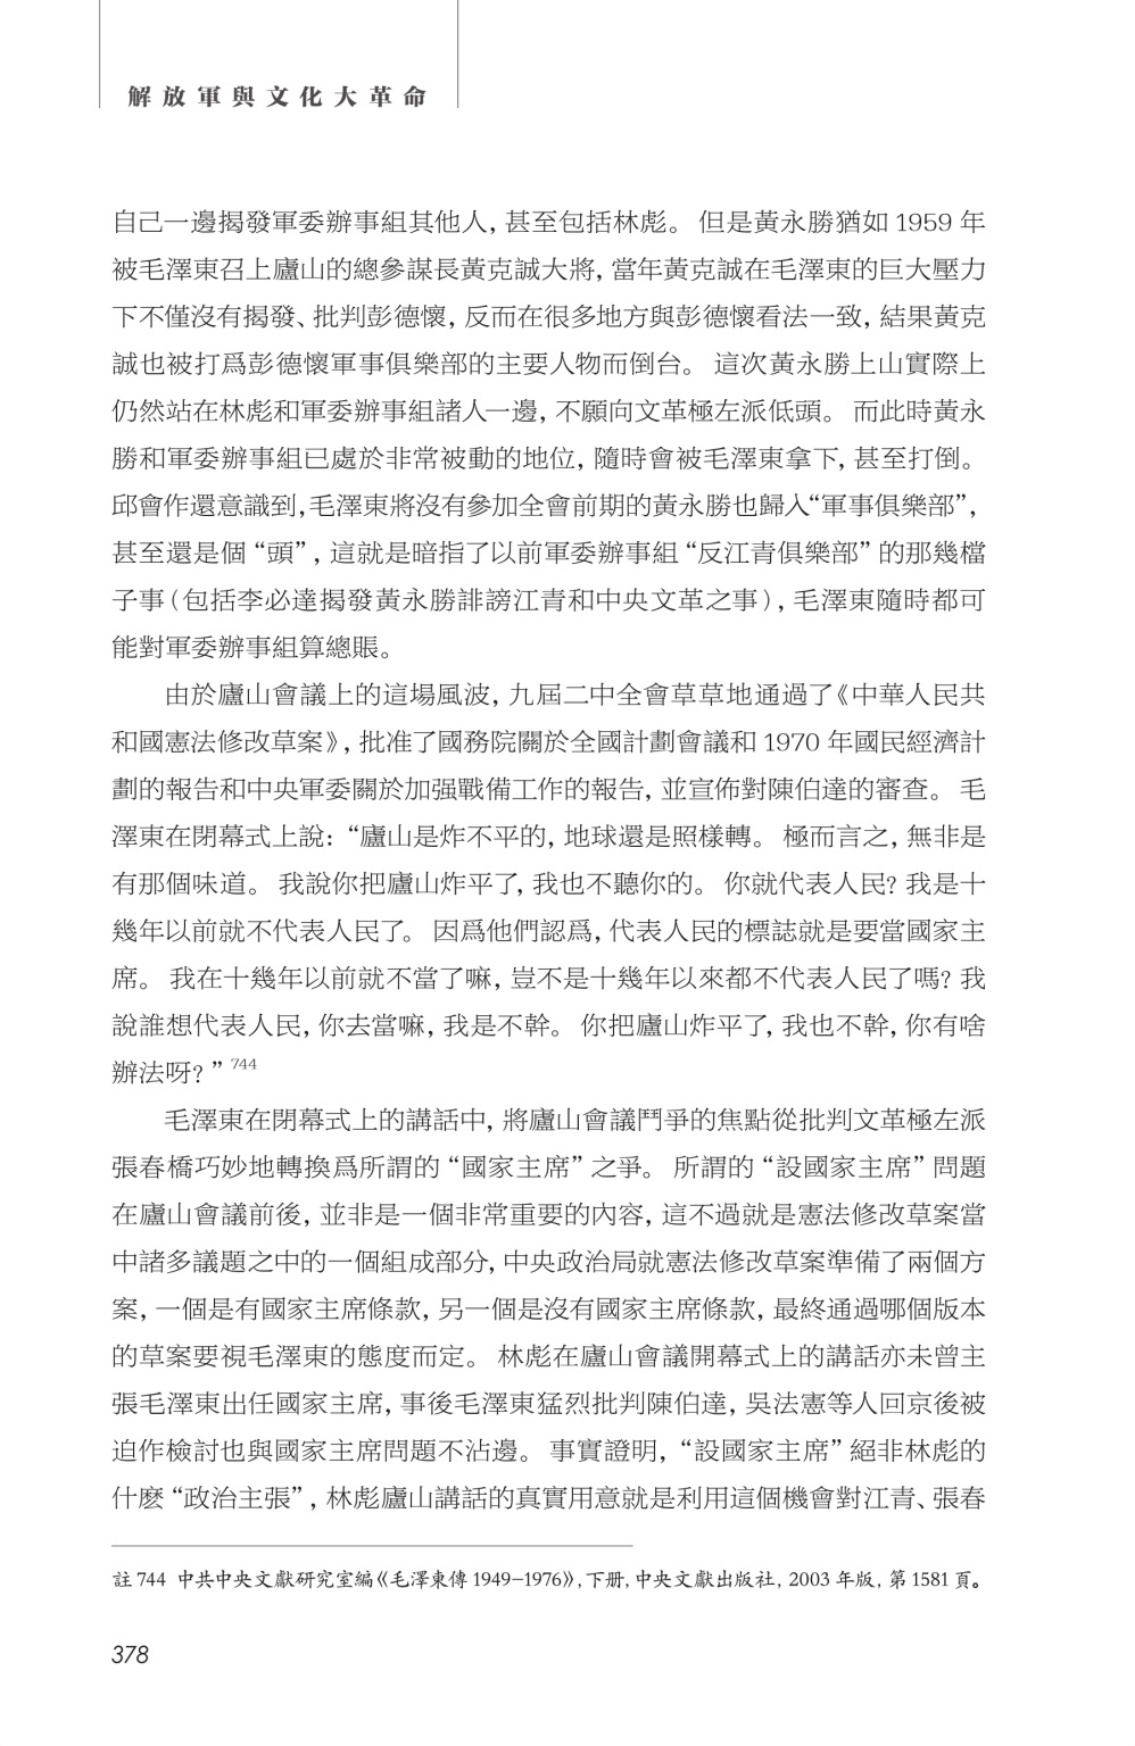 解放軍與文化大革命
自己一邊揭發軍委辦事組其他人，甚至包括林彪。但是黃永勝猶如 1959 年
被毛澤東召上廬山的總參謀長黃克誠大將，當年黃克誠在毛澤東的巨大壓力
下不僅沒有揭發、批判彭德懷，反而在很多地方與彭德懷看法一致，結果黃克
誠也被打爲彭德懷軍事俱樂部的主要人物而倒台。這次黃永勝上山實際上
仍然站在林彪和軍委辦事組諸人一邊，不願向文革極左派低頭。而此時黃永
勝和軍委辦事組已處於非常被動的地位，隨時會被毛澤東拿下，甚至打倒。
邱會作還意識到，毛澤東將沒有參加全會前期的黃永勝也歸入“軍事俱樂部”，
甚至還是個“頭”，這就是暗指了以前軍委辦事組“反江青俱樂部”的那幾檔
子事（包括李必達揭發黃永勝誹謗江青和中央文革之事），毛澤東隨時都可
能對軍委辦事組算總賬。
由於廬山會議上的這場風波，九屆二中全會草草地通過了《中華人民共
和國憲法修改草案》，批准了國務院關於全國計劃會議和 1970 年國民經濟計
劃的報告和中央軍委關於加强戰備工作的報告，並宣佈對陳伯達的審查。毛
澤東在閉幕式上說：“廬山是炸不平的，地球還是照樣轉。極而言之，無非是
有那個味道。我說你把廬山炸平了，我也不聽你的。你就代表人民？我是十
幾年以前就不代表人民了。因爲他們認爲，代表人民的標誌就是要當國家主
席。我在十幾年以前就不當了嘛，豈不是十幾年以來都不代表人民了嗎？我
說誰想代表人民，你去當嘛，我是不幹。你把廬山炸平了，我也不幹，你有啥
辦法呀？”744
毛澤東在閉幕式上的講話中，將廬山會議鬥爭的焦點從批判文革極左派
張春橋巧妙地轉換爲所謂的“國家主席”之爭。所謂的“設國家主席”問題
在廬山會議前後，並非是一個非常重要的內容，這不過就是憲法修改草案當
中諸多議題之中的一個組成部分，中央政治局就憲法修改草案準備了兩個方
案，一個是有國家主席條款，另一個是沒有國家主席條款，最終通過哪個版本
的草案要視毛澤東的態度而定。林彪在廬山會議開幕式上的講話亦未曾主
張毛澤東出任國家主席，事後毛澤東猛烈批判陳伯達，吳法憲等人回京後被
迫作檢討也與國家主席問題不沾邊。事實證明，“設國家主席”絕非林彪的
什麼“政治主張”，林彪廬山講話的真實用意就是利用這個機會對江青、張春
註 744 中共中央文獻研究室編《毛澤東傳 1949—1976》，下册，中央文獻出版社，2003 年版，第 1581 頁。
378